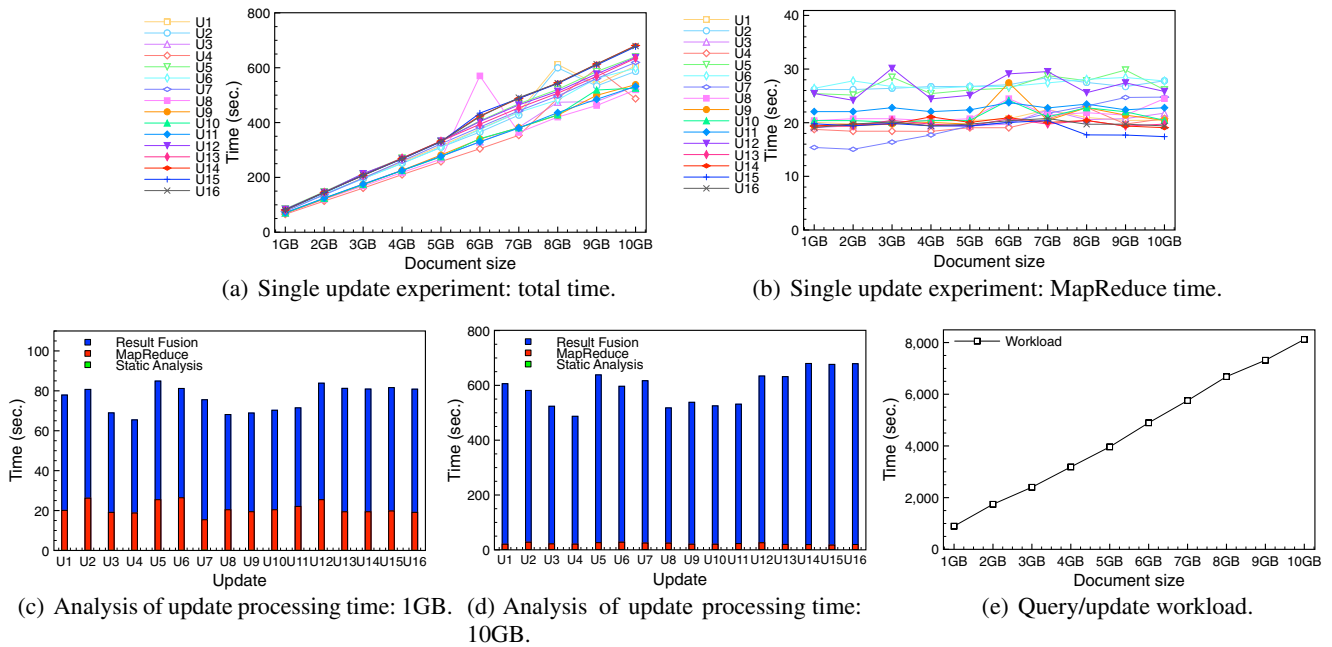 800
600
400
200
0
Time (sec.)
U1
U2
U3
U4
U5
U6
U7
U8
U9
U10
U11
U12
U13
U14
U15
U16
1GB 2GB 3GB 4GB 5GB 6GB 7GB 8GB 9GB 10GB
Document size
(a) Single update experiment: total time.
40
30
20
10
0
Time (sec.)
U1
U2
U3
U4
U5
U6
U7
U8
U9
U10
U11
U12
U13
U14
U15
U16
1GB 2GB 3GB 4GB 5GB 6GB 7GB 8GB 9GB 10GB
Document size
(b) Single update experiment: MapReduce time.
100
80
60
40
20
0
Time (sec.)
Result Fusion
MapReduce
Static Analysis
U1 U2 U3 U4 U5 U6 U7 U8 U9 U10 U11 U12 U13 U14 U15 U16
Update
(c) Analysis of update processing time: 1GB.
800
600
400
200
0
Time (sec.)
Result Fusion
MapReduce
Static Analysis
U1 U2 U3 U4 U5 U6 U7 U8 U9 U10 U11 U12 U13 U14 U15 U16
Update
(d) Analysis of update processing time:
10GB.
8,000
6,000
4,000
2,000
0
Time (sec.)
Workload
1GB 2GB 3GB 4GB 5GB 6GB 7GB 8GB 9GB 10GB
Document size
(e) Query/update workload.